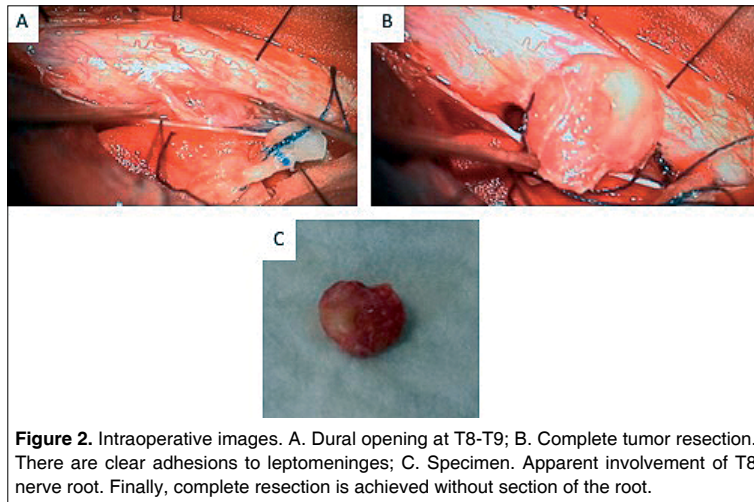 A
B
C
Figure 2. Intraoperative images. A. Dural opening at T8-T9; B. Complete tumor resection.
There are clear adhesions to leptomeninges; C. Specimen. Apparent involvement of T8
nerve root. Finally, complete resection is achieved without section of the root.